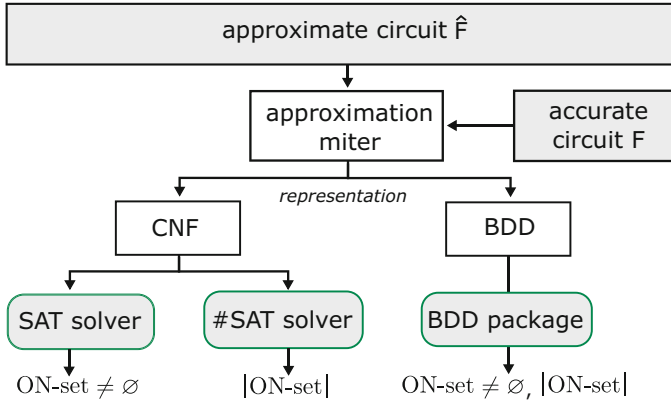 approximate circuit F̂
approximation
miter
accurate
circuit F
representation
CNF
BDD
SAT solver
#SAT solver
BDD package
ON-set ≠ ∅
|ON-set|
ON-set ≠ ∅, |ON-set|